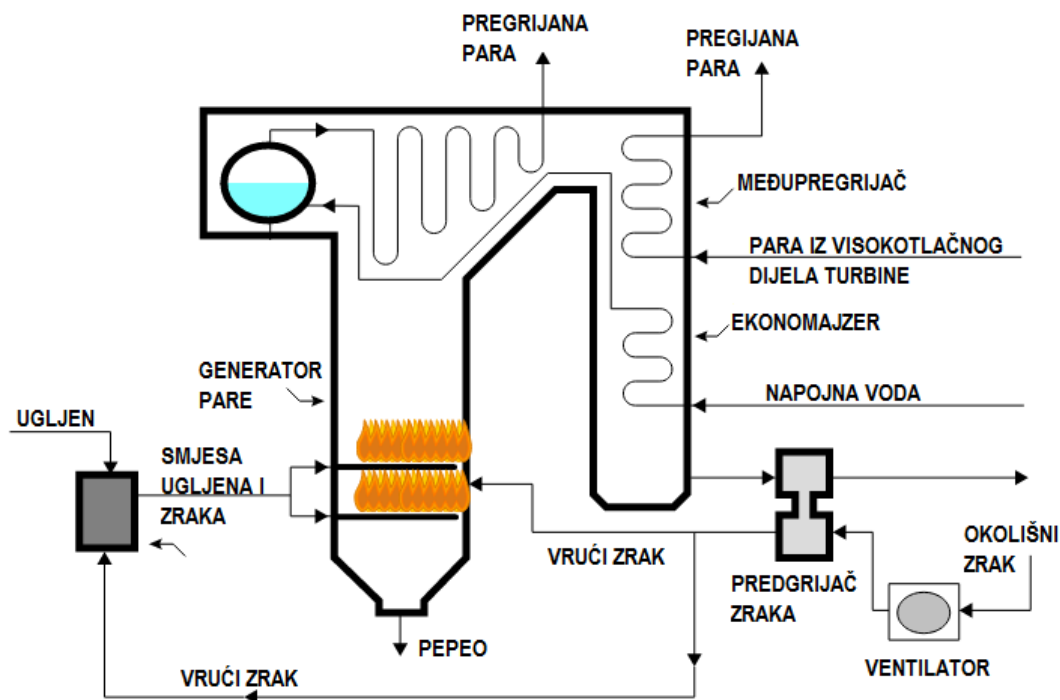 PREGRIJANA
PARA
PREGIJANA
PARA
MEĐUPREGRIJAČ
PARA IZ VISOKOTLAČNOG
DIJELA TURBINE
EKONOMAJZER
GENERATOR
PARE
NAPOJNA VODA
UGLJEN
SMJESA
UGLJENA I
ZRAKA
VRUĆI ZRAK
OKOLIŠNI
ZRAK
PREDGRIJAČ
ZRAKA
PEPEO
VENTILATOR
VRUĆI ZRAK